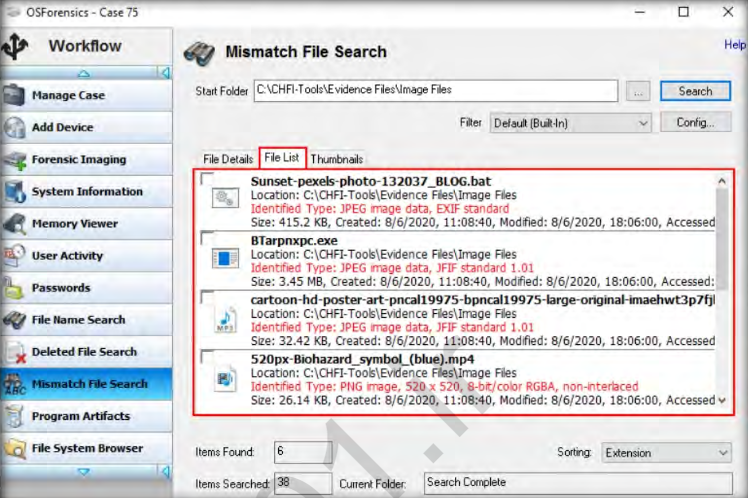 OSForensics - Case 75
Workflow
Manage Case
Add Device
Forensic Imaging
System Information
Memory Viewer
User Activity
Passwords
File Name Search
Deleted File Search
Mismatch File Search
Program Artifacts
File System Browser
Mismatch File Search
Help
Start Folder C:\CHFI-Tools\Evidence Files\Image Files ... Search
Filter Default (Built-In) Config...
File Details File List Thumbnails
Sunset-pexels-photo-132037_BLOG.bat
Location: C:\CHFI-Tools\Evidence Files\Image Files
Identified Type: JPEG image data, EXIF standard
Size: 415.2 KB, Created: 8/6/2020, 11:08:40, Modified: 8/6/2020, 18:06:00, Accessed
BTarpnxpc.exe
Location: C:\CHFI-Tools\Evidence Files\Image Files
Identified Type: JPEG image data, JFIF standard 1.01
Size: 3.45 MB, Created: 8/6/2020, 11:08:40, Modified: 8/6/2020, 18:06:00, Accessed:
cartoon-hd-poster-art-pncal19975-bpncal19975-large-original-imaehwt3p7fj
Location: C:\CHFI-Tools\Evidence Files\Image Files
Identified Type: JPEG image data, JFIF standard 1.01
Size: 32.42 KB, Created: 8/6/2020, 11:08:40, Modified: 8/6/2020, 18:06:00, Accessed
MP3
520px-Biohazard_symbol_(blue).mp4
Location: C:\CHFI-Tools\Evidence Files\Image Files
Identified Type: PNG image, 520 x 520, 8-bit/color RGBA, non-interlaced
Size: 26.14 KB, Created: 8/6/2020, 11:08:40, Modified: 8/6/2020, 18:06:00, Accessed
Items Found: 6
Sorting: Extension
Items Searched: 38 Current Folder: Search Complete